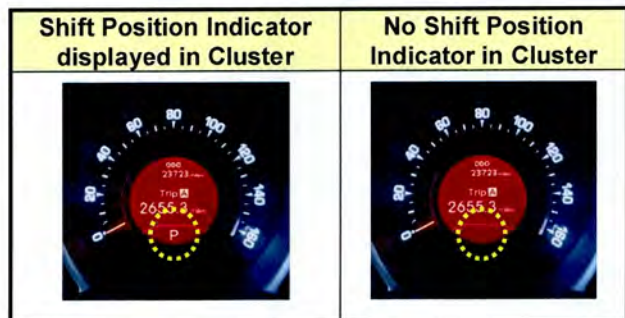 Shift Position Indicator
displayed in Cluster
No Shift Position
Indicator in Cluster
0
20
40
60
80
100
120
140
160
ODO
23723 miles
Trip A
2655.3
P
0
20
40
60
80
100
120
140
160
ODO
23723 miles
Trip A
2655.3